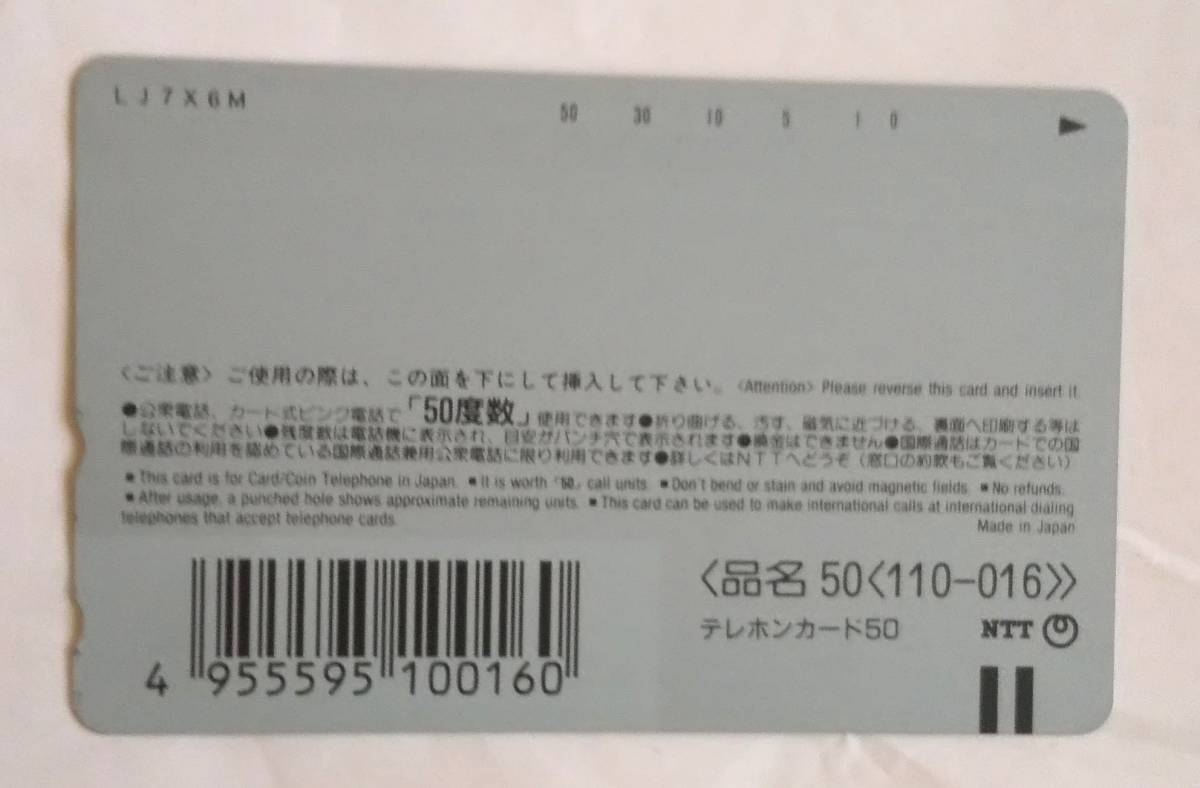 LJ7X6M
50 30 10 5 1 0
〈ご注意〉ご使用の際は、この面を下にして挿入して下さい。〈Attention〉Please reverse this card and insert it.
●公衆電話、カード式ピンク電話で「50度数」使用できます●折り曲げる、汚す、磁気に近づける、裏面へ印刷する等は
しないでください●残度数は電話機に表示され、目安がパンチ穴で表示されます●換金はできません●国際通話はカードでの国
際通話の利用を認めている国際通話兼用公衆電話に限り利用できます●詳しくはNTTへどうぞ（窓口の約款もご覧ください）
■This card is for Card/Coin Telephone in Japan. ■It is worth「50」call units. ■Don't bend or stain and avoid magnetic fields. ■No refunds.
■After usage, a punched hole shows approximate remaining units. ■This card can be used to make international calls at international dialing
telephones that accept telephone cards.
Made in Japan
〈品名 50〈110-016〉〉
テレホンカード50 NTT
4 955595 100160